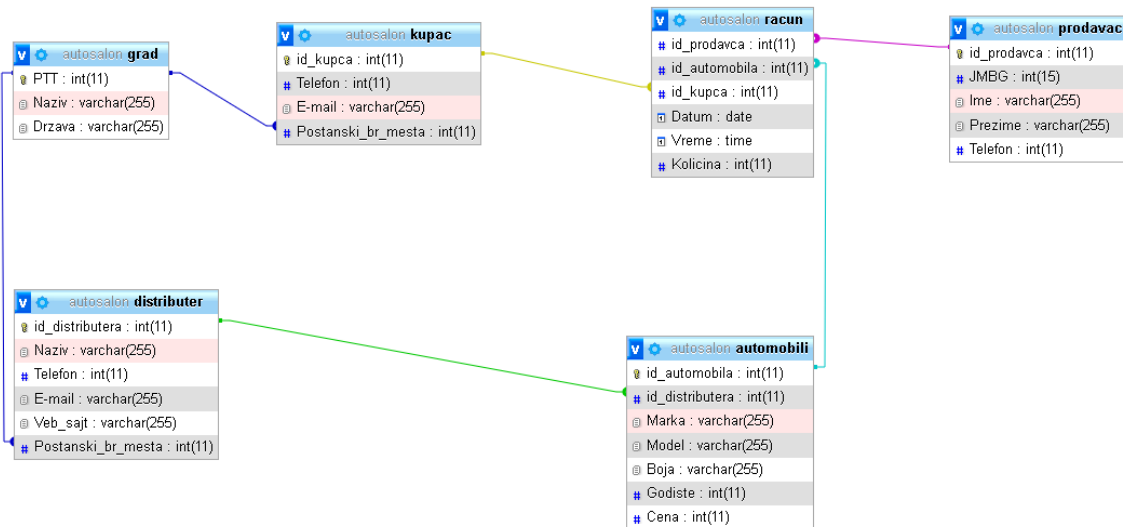 autosalon grad
PTT : int(11)
Naziv : varchar(255)
Drzava : varchar(255)
autosalon kupac
id_kupca : int(11)
Telefon : int(11)
E-mail : varchar(255)
Postanski_br_mesta : int(11)
autosalon racun
id_prodavca : int(11)
id_automobila : int(11)
id_kupca : int(11)
Datum : date
Vreme : time
Kolicina : int(11)
autosalon prodavac
id_prodavca : int(11)
JMBG : int(15)
Ime : varchar(255)
Prezime : varchar(255)
Telefon : int(11)
autosalon distributer
id_distributera : int(11)
Naziv : varchar(255)
Telefon : int(11)
E-mail : varchar(255)
Veb_sajt : varchar(255)
Postanski_br_mesta : int(11)
autosalon automobili
id_automobila : int(11)
id_distributera : int(11)
Marka : varchar(255)
Model : varchar(255)
Boja : varchar(255)
Godiste : int(11)
Cena : int(11)